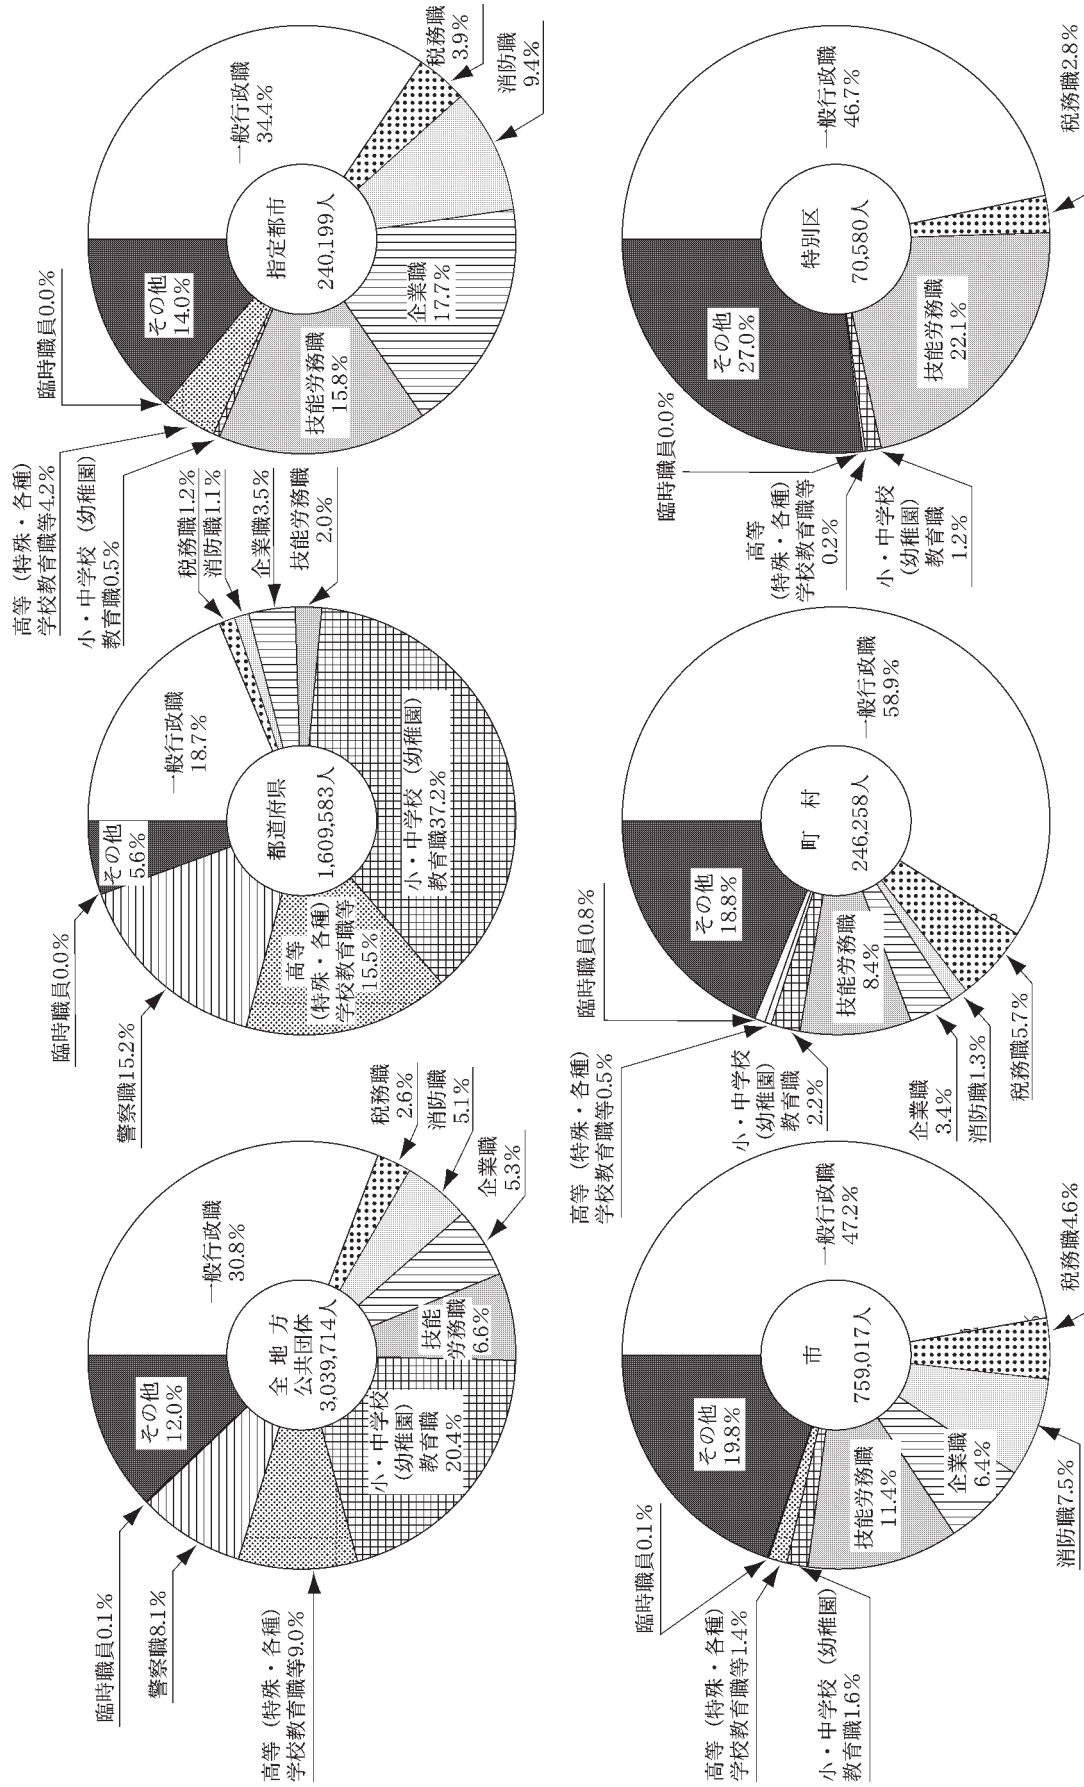 全地方
公共団体
3,039,714人
一般行政職
30.8%
税務職
2.6%
消防職
5.1%
企業職
5.3%
技能
労務職
6.6%
小・中学校
(幼稚園)
教育職
20.4%
高等(特殊・各種)
学校教育職等9.0%
警察職8.1%
臨時職員0.1%
その他
12.0%
都道府県
1,609,583人
一般行政職
18.7%
税務職1.2%
消防職1.1%
企業職3.5%
技能労務職
2.0%
小・中学校(幼稚園)
教育職37.2%
高等
(特殊・各種)
学校教育職等
15.5%
警察職15.2%
臨時職員0.0%
その他
5.6%
指定都市
240,199人
一般行政職
34.4%
税務職
3.9%
消防職
9.4%
企業職
17.7%
技能労務職
15.8%
小・中学校(幼稚園)
教育職0.5%
高等(特殊・各種)
学校教育職等4.2%
臨時職員0.0%
その他
14.0%
市
759,017人
一般行政職
47.2%
税務職4.6%
消防職7.5%
企業職
6.4%
技能労務職
11.4%
小・中学校(幼稚園)
教育職1.6%
高等(特殊・各種)
学校教育職等1.4%
臨時職員0.1%
その他
19.8%
町村
246,258人
一般行政職
58.9%
税務職5.7%
消防職1.3%
企業職
3.4%
技能労務職
8.4%
小・中学校
(幼稚園)
教育職
2.2%
高等(特殊・各種)
学校教育職等0.5%
臨時職員0.8%
その他
18.8%
特別区
70,580人
一般行政職
46.7%
税務職2.8%
技能労務職
22.1%
小・中学校
(幼稚園)
教育職
1.2%
高等
(特殊・各種)
学校教育職等
0.2%
臨時職員0.0%
その他
27.0%